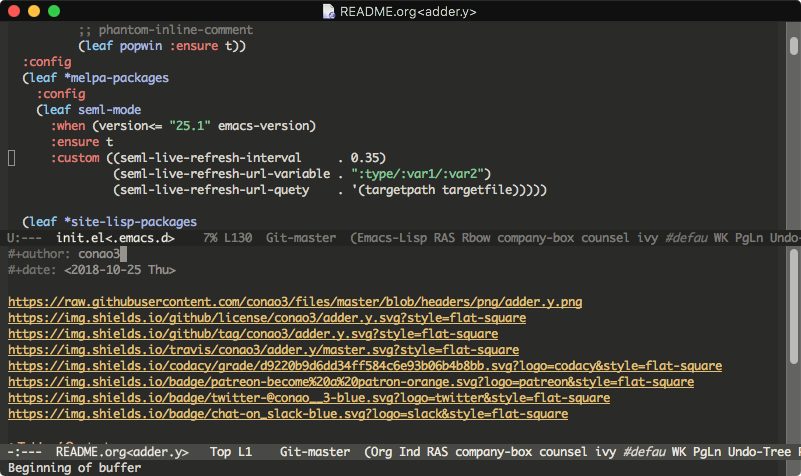 README.org<adder.y>
;; phantom-inline-comment
(leaf popwin :ensure t))
:config
(leaf *melpa-packages
:config
(leaf seml-mode
:when (version<= "25.1" emacs-version)
:ensure t
:custom ((seml-live-refresh-interval . 0.35)
(seml-live-refresh-url-variable . ":type/:var1/:var2")
(seml-live-refresh-url-quety . '(targetpath targetfile)))))
(leaf *site-lisp-packages
U:--- init.el<.emacs.d> 7% L130 Git-master (Emacs-Lisp RAS Rbow company-box counsel ivy #defau WK PgLn Undo-
#+author: conao3
#+date: <2018-10-25 Thu>
https://raw.githubusercontent.com/conao3/files/master/blob/headers/png/adder.y.png
https://img.shields.io/github/license/conao3/adder.y.svg?style=flat-square
https://img.shields.io/github/tag/conao3/adder.y.svg?style=flat-square
https://img.shields.io/travis/conao3/adder.y/master.svg?style=flat-square
https://img.shields.io/codacy/grade/d9220b9d6dd34ff584c6e93b06b4b8bb.svg?logo=codacy&style=flat-square
https://img.shields.io/badge/patreon-become%20a%20patron-orange.svg?logo=patreon&style=flat-square
https://img.shields.io/badge/twitter-@conao__3-blue.svg?logo=twitter&style=flat-square
https://img.shields.io/badge/chat-on_slack-blue.svg?logo=slack&style=flat-square
-:--- README.org<adder.y> Top L1 Git-master (Org Ind RAS company-box counsel ivy #defau WK PgLn Undo-Tree
Beginning of buffer